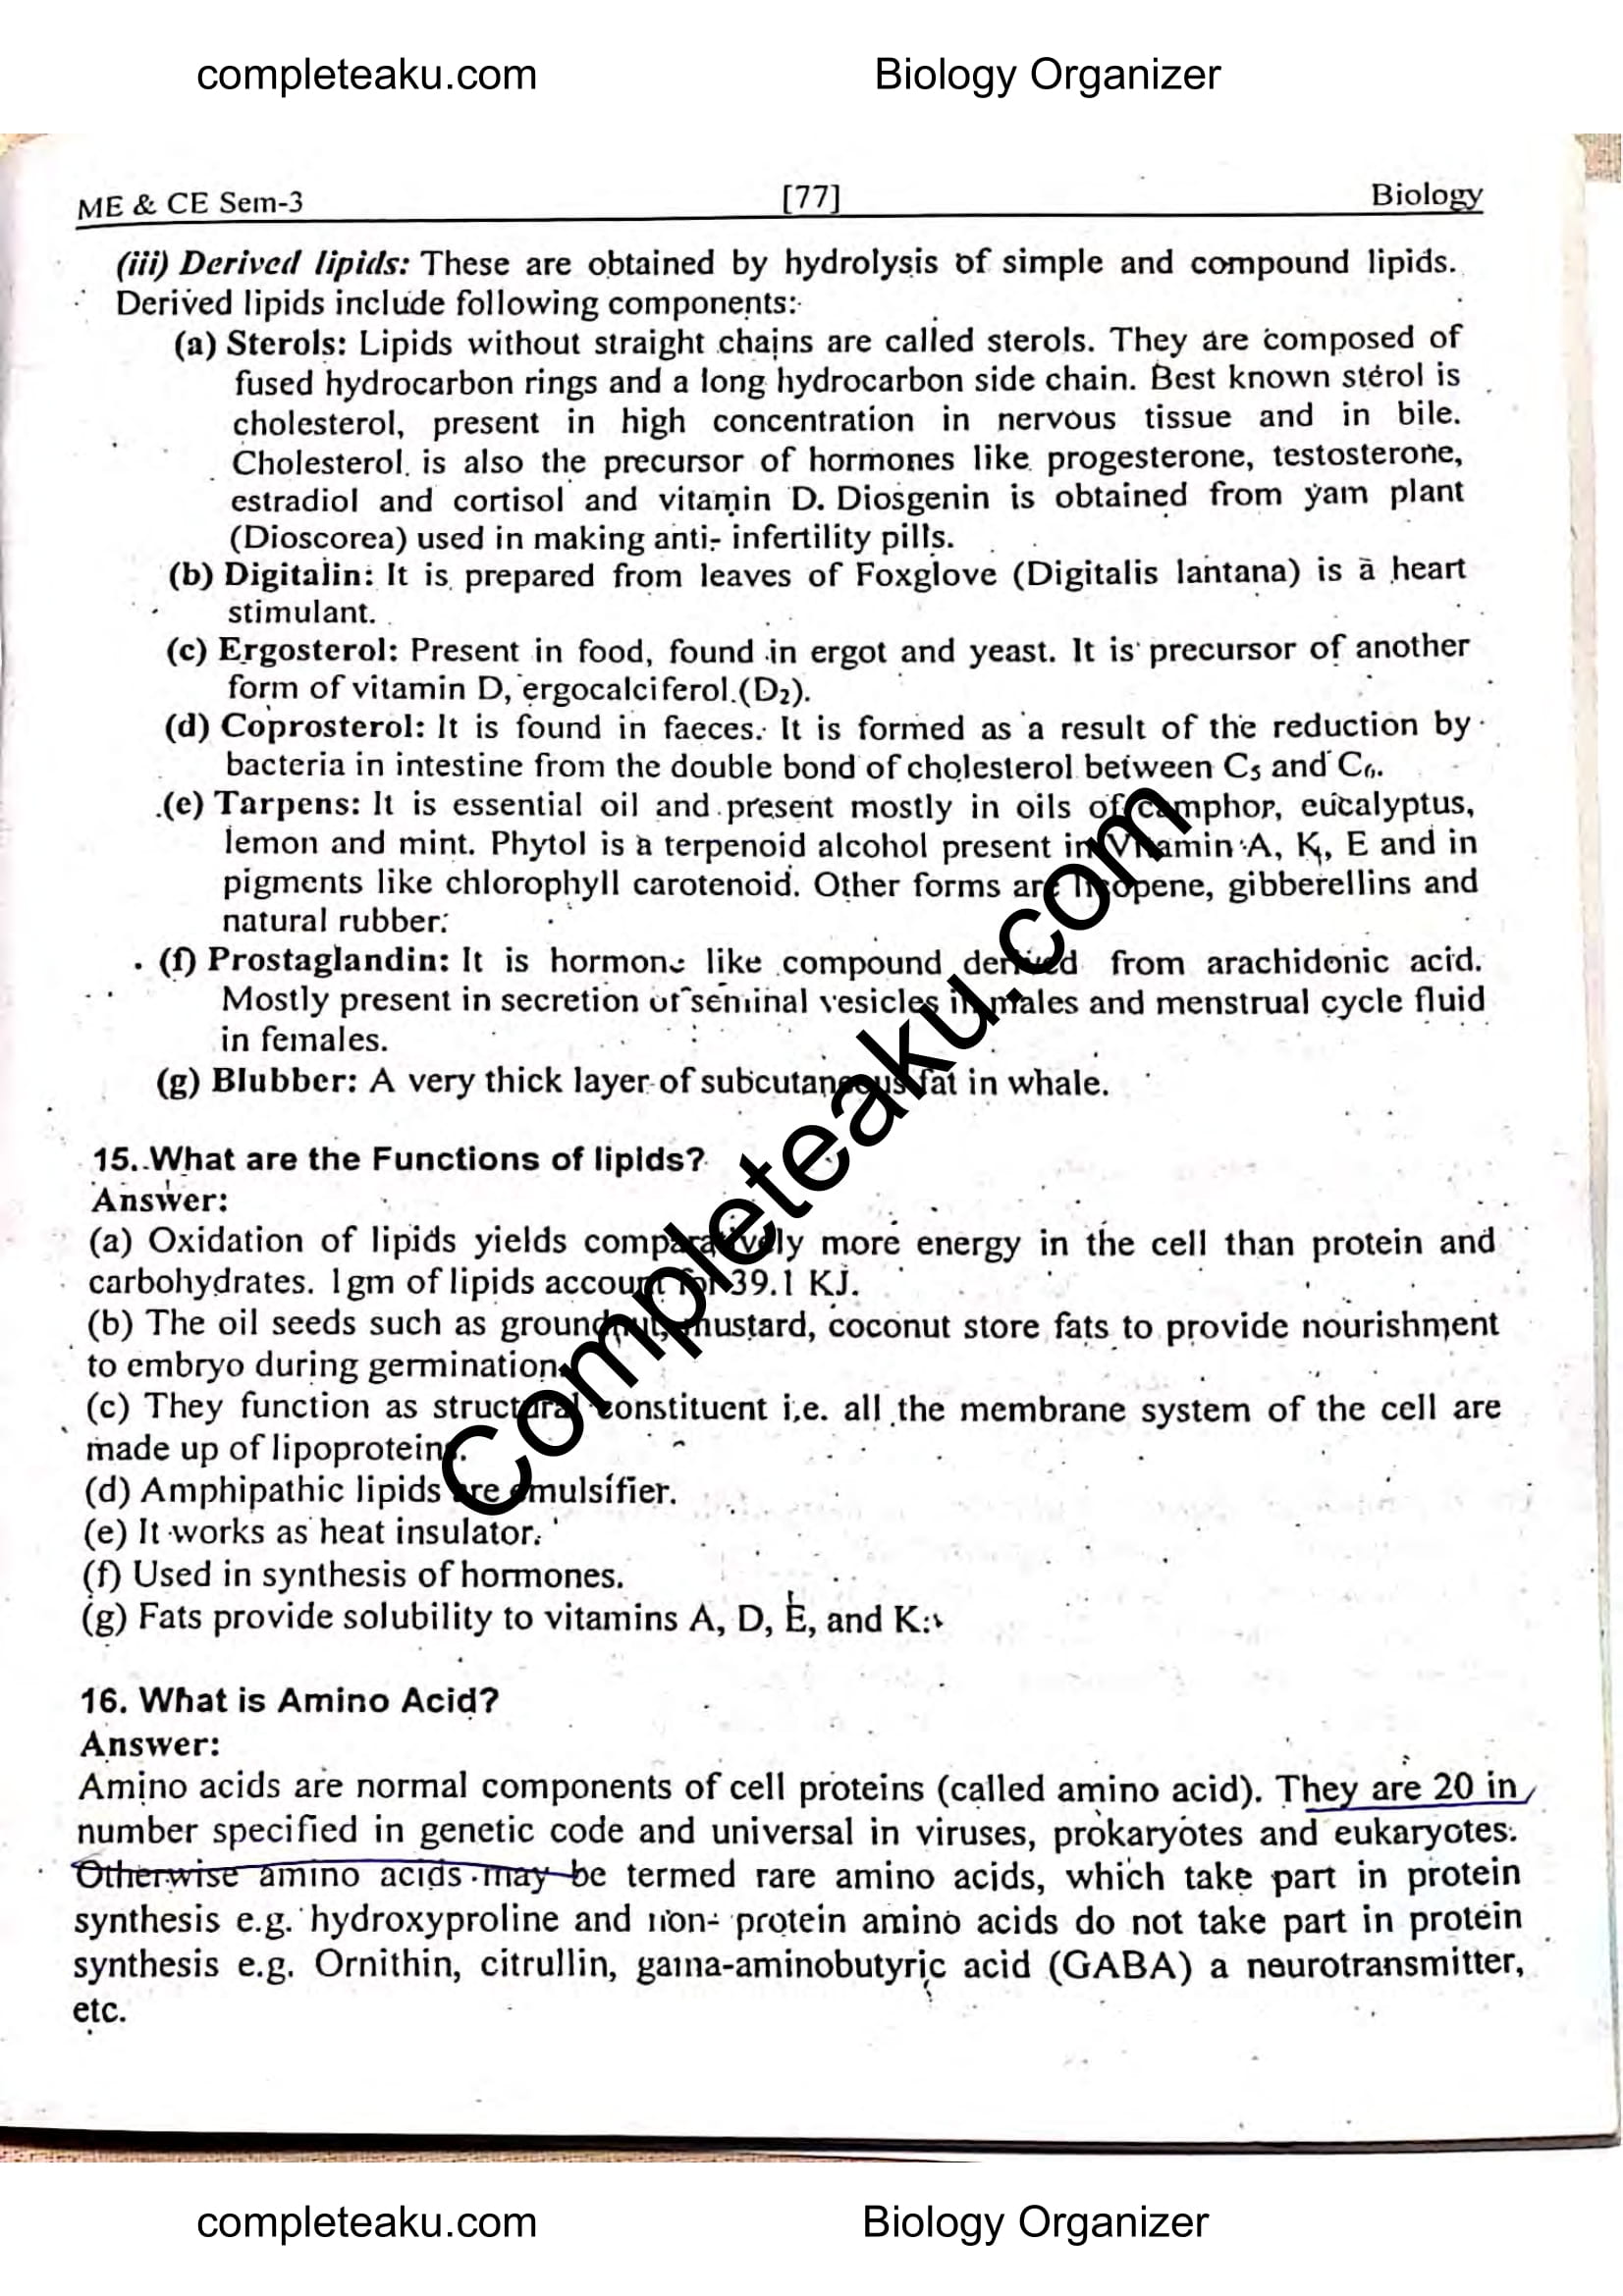 completeaku.com Biology Organizer
ME & CE Sem-3 [77] Biology
(iii) Derived lipids: These are obtained by hydrolysis of simple and compound lipids.
Derived lipids include following components:
(a) Sterols: Lipids without straight chains are called sterols. They are composed of
fused hydrocarbon rings and a long hydrocarbon side chain. Best known sterol is
cholesterol, present in high concentration in nervous tissue and in bile.
Cholesterol is also the precursor of hormones like progesterone, testosterone,
estradiol and cortisol and vitamin D. Diosgenin is obtained from yam plant
(Dioscorea) used in making anti- infertility pills.
(b) Digitalin: It is prepared from leaves of Foxglove (Digitalis lantana) is a heart
stimulant.
(c) Ergosterol: Present in food, found in ergot and yeast. It is precursor of another
form of vitamin D, ergocalciferol (D₂).
(d) Coprosterol: It is found in faeces. It is formed as a result of the reduction by
bacteria in intestine from the double bond of cholesterol between C₅ and C₆.
(e) Tarpens: It is essential oil and present mostly in oils of camphor, eucalyptus,
lemon and mint. Phytol is a terpenoid alcohol present in Vitamin A, K, E and in
pigments like chlorophyll carotenoid. Other forms are licopene, gibberellins and
natural rubber.
(f) Prostaglandin: It is hormone like compound derived from arachidonic acid.
Mostly present in secretion of seminal vesicles in males and menstrual cycle fluid
in females.
(g) Blubber: A very thick layer of subcutaneous fat in whale.
Completeaku.com
15. What are the Functions of lipids?
Answer:
(a) Oxidation of lipids yields comparatively more energy in the cell than protein and
carbohydrates. 1gm of lipids account for 39.1 KJ.
(b) The oil seeds such as groundnut, mustard, coconut store fats to provide nourishment
to embryo during germination.
(c) They function as structural constituent i.e. all the membrane system of the cell are
made up of lipoproteins.
(d) Amphipathic lipids are emulsifier.
(e) It works as heat insulator.
(f) Used in synthesis of hormones.
(g) Fats provide solubility to vitamins A, D, E, and K.
16. What is Amino Acid?
Answer:
Amino acids are normal components of cell proteins (called amino acid). They are 20 in
number specified in genetic code and universal in viruses, prokaryotes and eukaryotes.
Otherwise amino acids may be termed rare amino acids, which take part in protein
synthesis e.g. hydroxyproline and non- protein amino acids do not take part in protein
synthesis e.g. Ornithin, citrullin, gama-aminobutyric acid (GABA) a neurotransmitter,
etc.
completeaku.com Biology Organizer